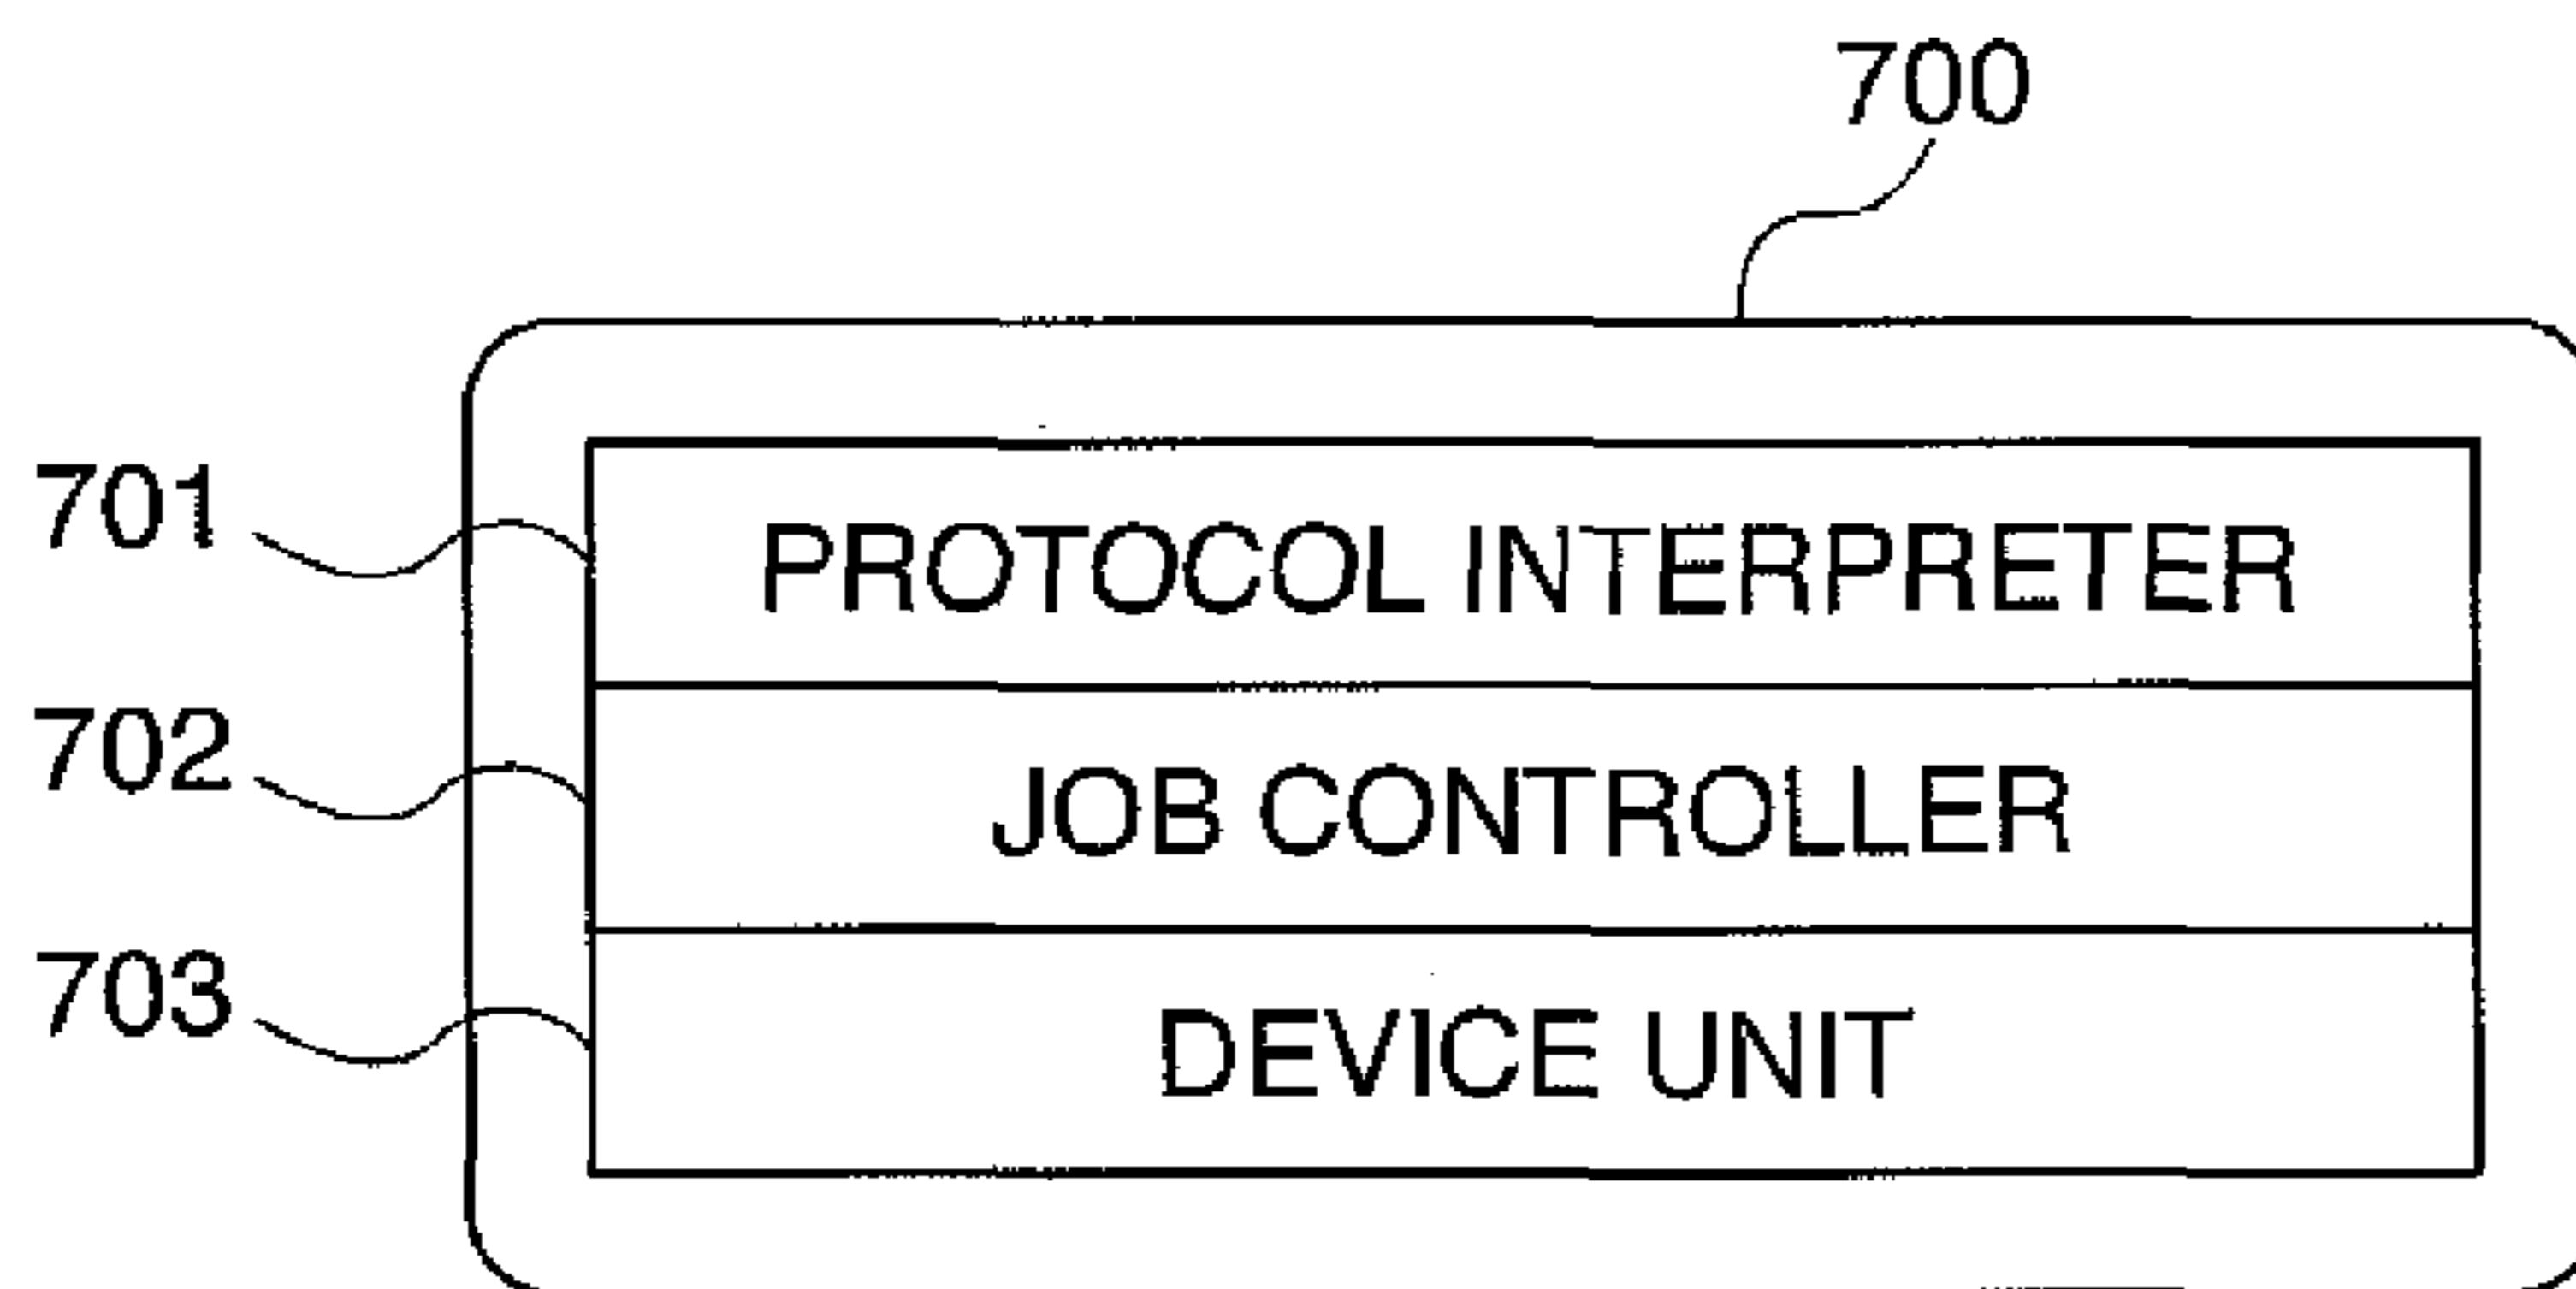 700
701
PROTOCOL INTERPRETER
702
JOB CONTROLLER
703
DEVICE UNIT